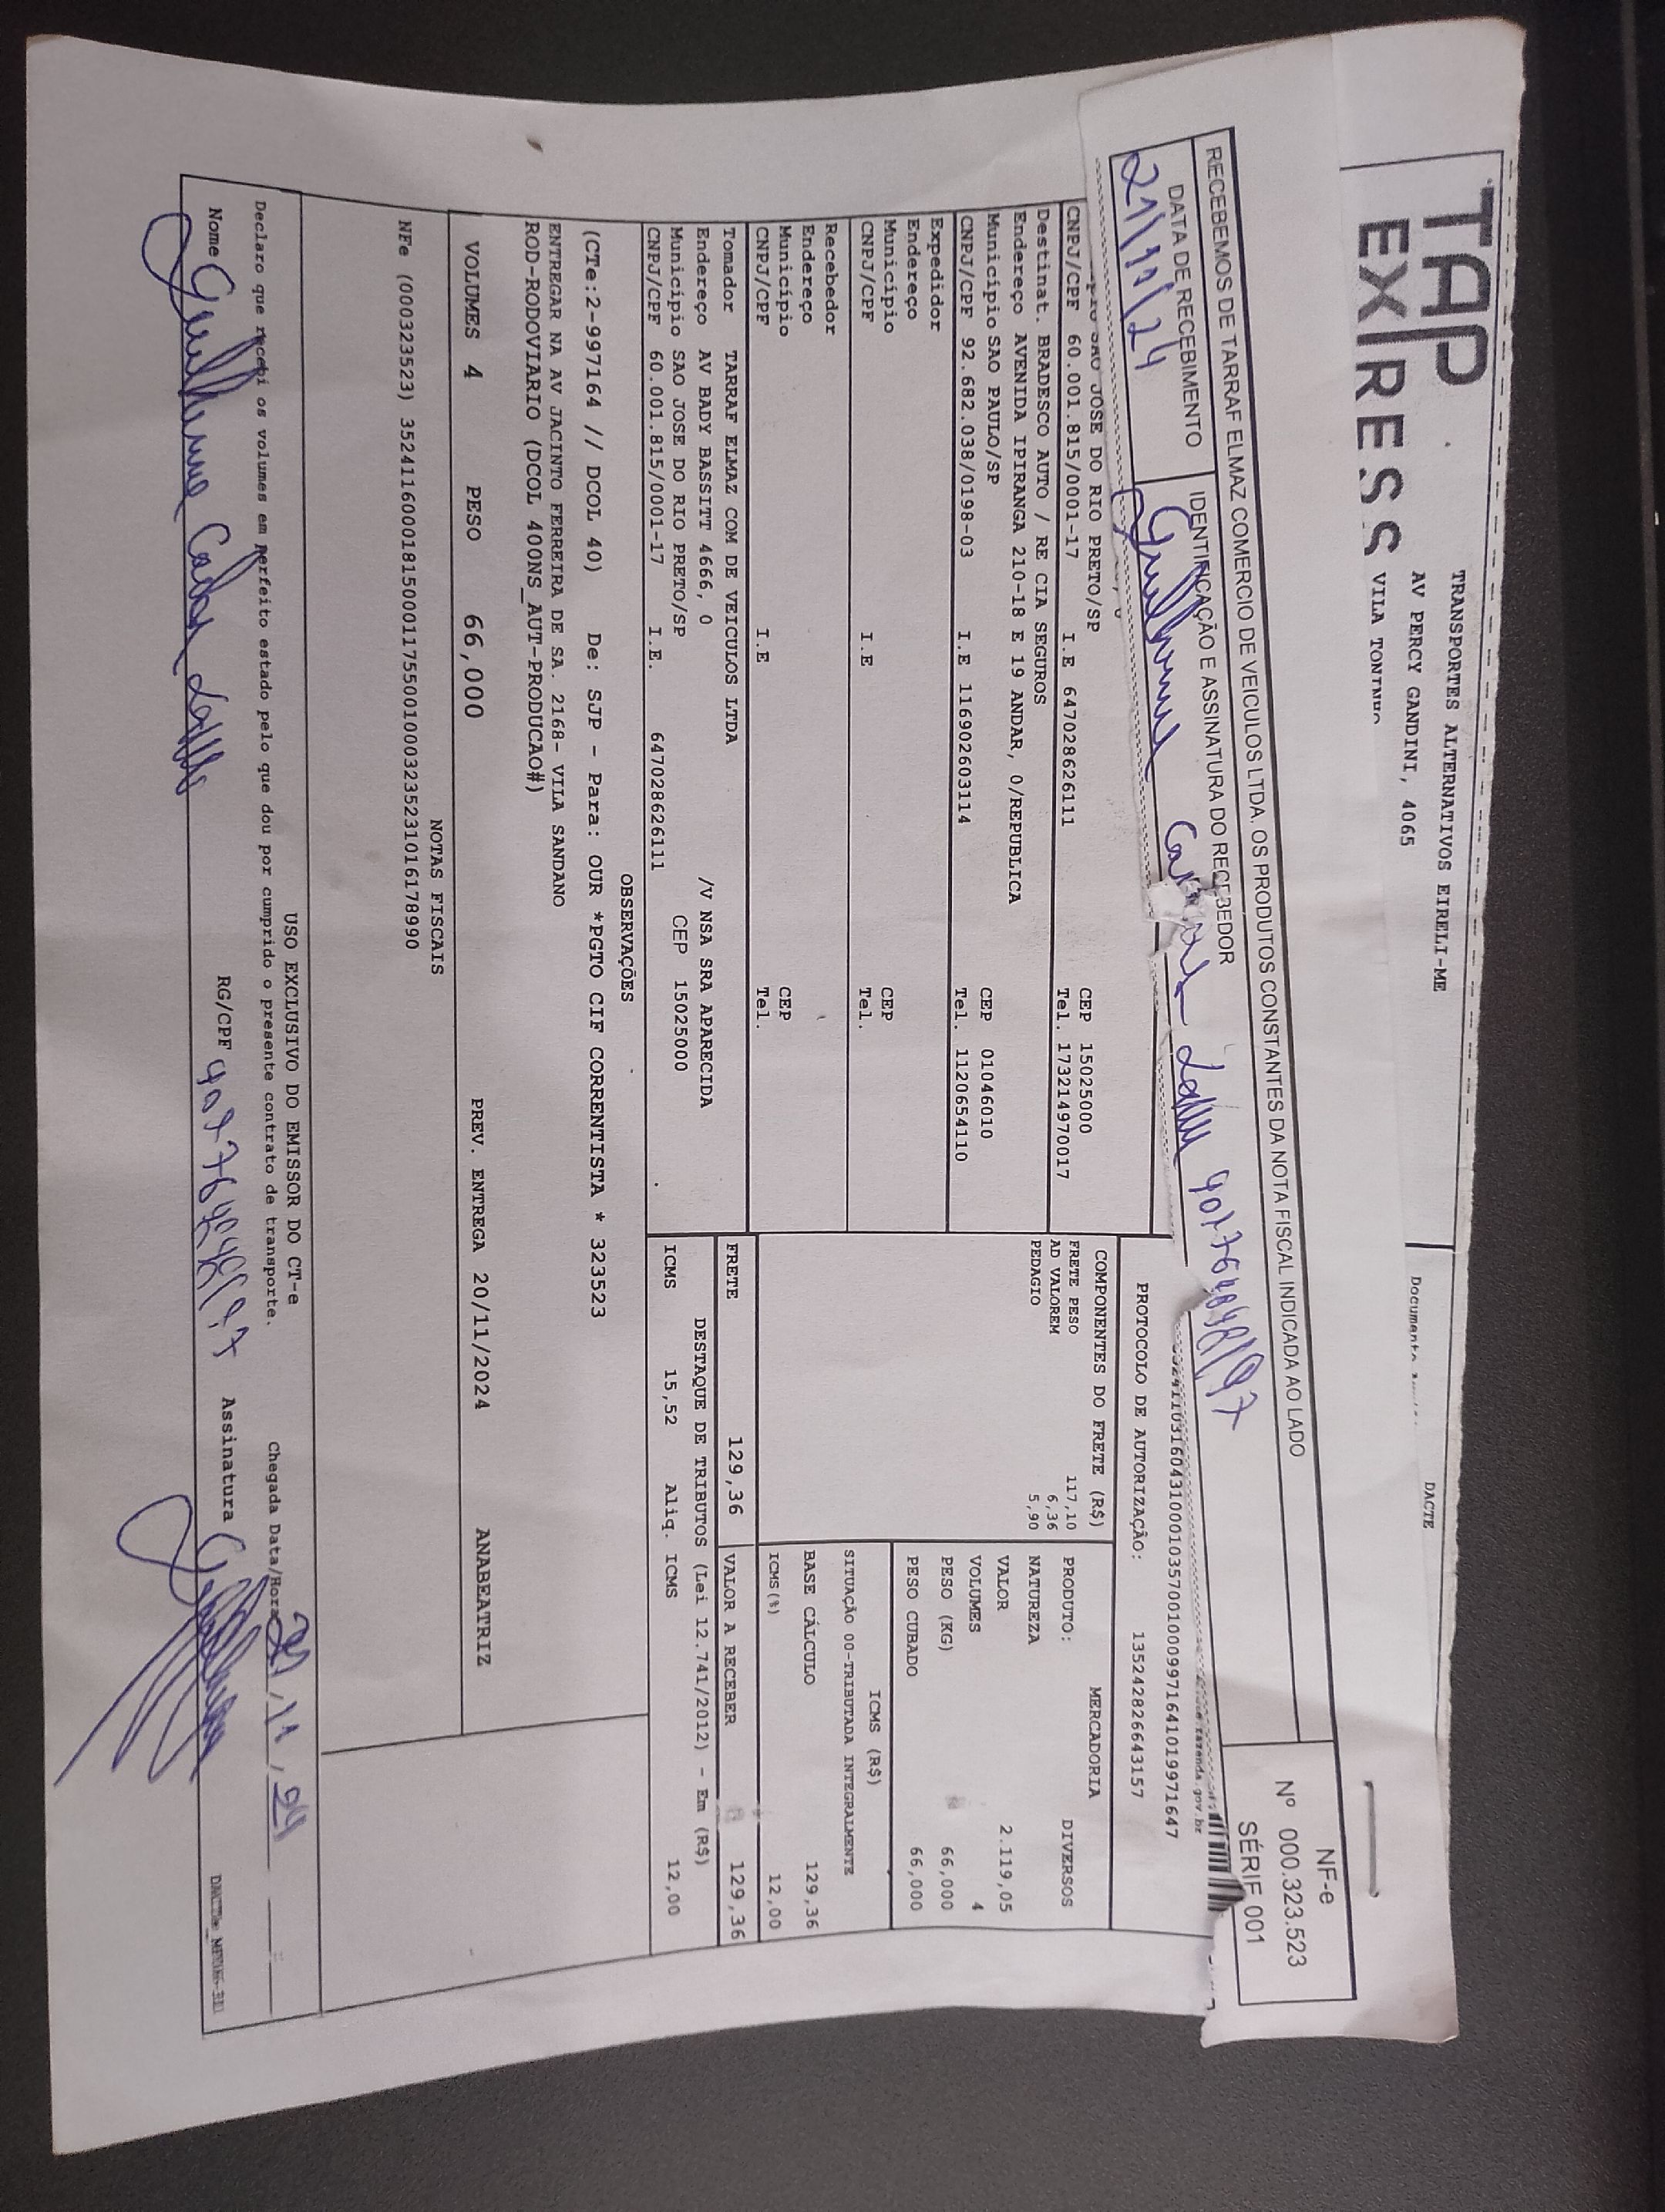 TAP
EXPRESS
TRANSPORTES ALTERNATIVOS EIRELI-ME
AV PERCY GANDINI, 4065
VILA TONINHO
DACTE
RECEBEMOS DE TARRAF ELMAZ COMERCIO DE VEICULOS LTDA. OS PRODUTOS CONSTANTES DA NOTA FISCAL INDICADA AO LADO
DATA DE RECEBIMENTO
21/11/24
IDENTIFICAÇÃO E ASSINATURA DO RECEBEDOR
Guilherme
NF-e
Nº 000.323.523
SÉRIE 001
PROTOCOLO DE AUTORIZAÇÃO: 135242826643157
SAO JOSE DO RIO PRETO/SP CEP 15025000
CNPJ/CPF 60.001.815/0001-17 I.E 647028626111 Tel. 173214970017
Destinat. BRADESCO AUTO / RE CIA SEGUROS
Endereço AVENIDA IPIRANGA 210-18 E 19 ANDAR, 0/REPUBLICA
Município SAO PAULO/SP CEP 01046010
CNPJ/CPF 92.682.038/0198-03 I.E 116902603114 Tel. 1120654110
Expedidor
Endereço
Município CEP
CNPJ/CPF I.E Tel.
Recebedor
Endereço
Município CEP
CNPJ/CPF I.E Tel.
Tomador TARRAF ELMAZ COM DE VEICULOS LTDA
Endereço AV BADY BASSITT 4666, 0 /V NSA SRA APARECIDA
Município SAO JOSE DO RIO PRETO/SP CEP 15025000
CNPJ/CPF 60.001.815/0001-17 I.E. 647028626111
COMPONENTES DO FRETE (R$)
FRETE PESO 117,10
AD VALOREM 6,36
PEDAGIO 5,90
MERCADORIA
PRODUTO: DIVERSOS
NATUREZA
VALOR 2.119,05
VOLUMES 4
PESO (KG) 66,000
PESO CUBADO 66,000
ICMS (R$)
SITUAÇÃO 00-TRIBUTADA INTEGRALMENTE
BASE CÁLCULO 129,36
ICMS(%) 12,00
FRETE 129,36 VALOR A RECEBER 129,36
DESTAQUE DE TRIBUTOS (Lei 12.741/2012) - Em (R$)
ICMS 15,52 Aliq. ICMS 12,00
OBSERVAÇÕES
(CTe:2-997164 // DCOL 40) De: SJP - Para: OUR *PGTO CIF CORRENTISTA * 323523
ENTREGAR NA AV JACINTO FERREIRA DE SA. 2168- VILA SANDANO
ROD-RODOVIARIO (DCOL 400NS_AUT-PRODUCAO#)
VOLUMES 4 PESO 66,000 PREV. ENTREGA 20/11/2024 ANABEATRIZ
NOTAS FISCAIS
NFe (000323523) 35241160001815000117550010003235231016178990
USO EXCLUSIVO DO EMISSOR DO CT-e
Declaro que recebi os volumes em perfeito estado pelo que dou por cumprido o presente contrato de transporte. Chegada Data/Hora 21/11/24
Nome Guilherme RG/CPF Assinatura